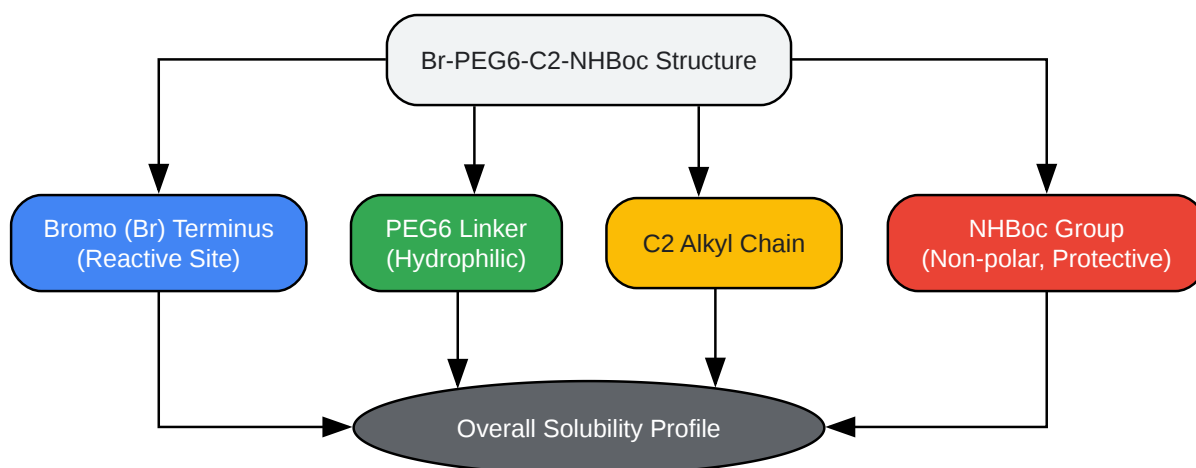 Br-PEG6-C2-NHBoc Structure
Bromo (Br) Terminus
(Reactive Site)
PEG6 Linker
(Hydrophilic)
C2 Alkyl Chain
NHBoc Group
(Non-polar, Protective)
Overall Solubility Profile